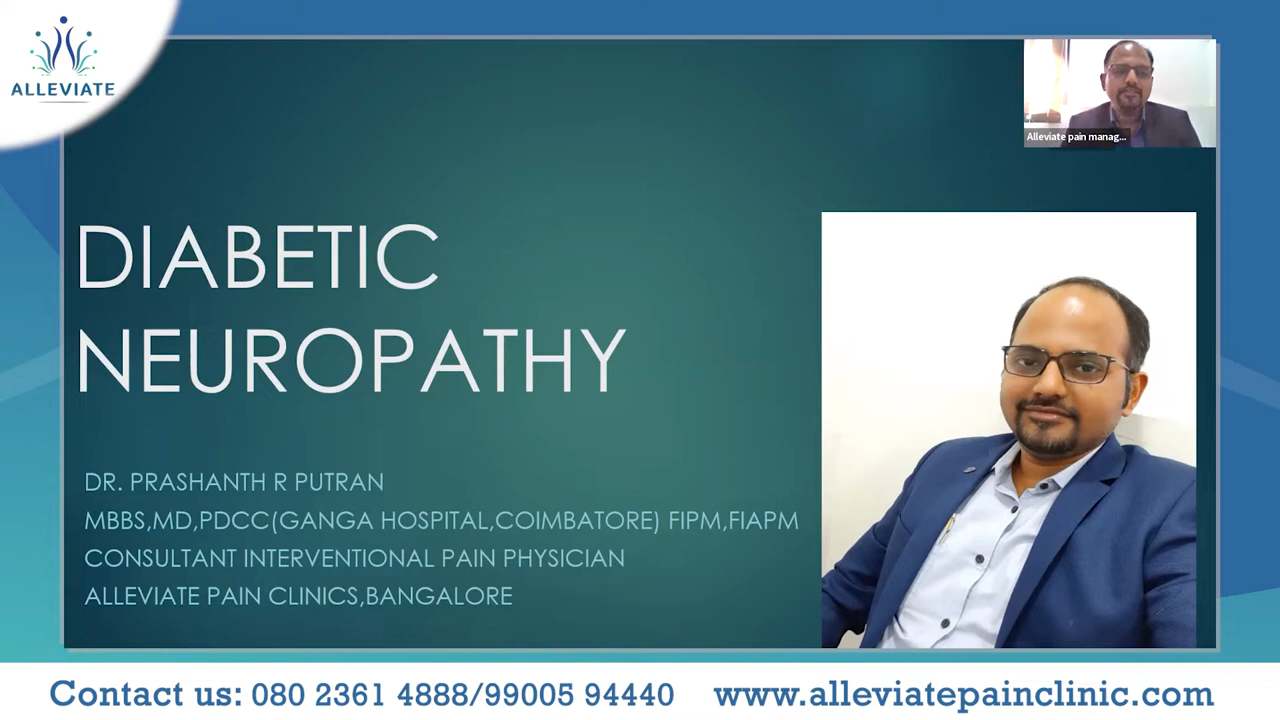 ALLEVIATE
Alleviate pain manag...
DIABETIC
NEUROPATHY
DR. PRASHANTH R PUTRAN
MBBS,MD,PDCC(GANGA HOSPITAL,COIMBATORE) FIPM,FIAPM
CONSULTANT INTERVENTIONAL PAIN PHYSICIAN
ALLEVIATE PAIN CLINICS,BANGALORE
Contact us: 080 2361 4888/99005 94440 www.alleviatepainclinic.com